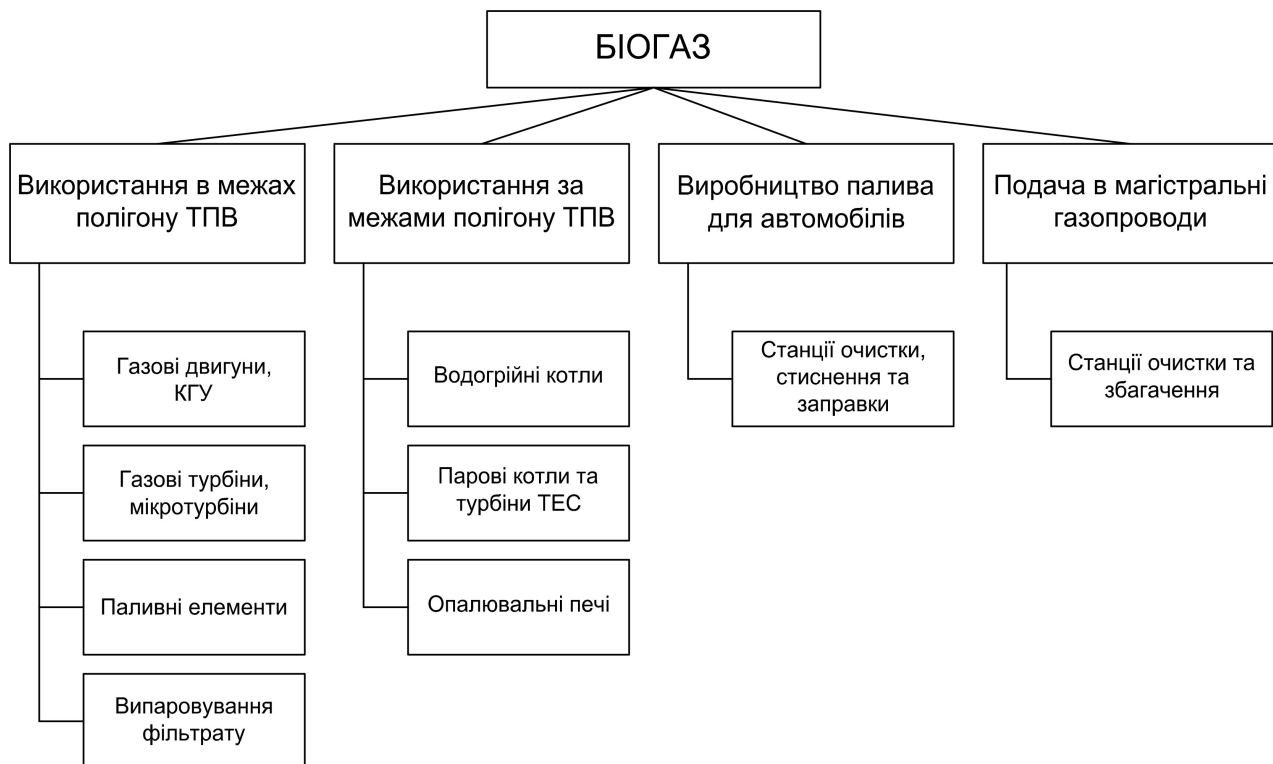 БІОГАЗ
Використання в межах
полігону ТПВ
Використання за
межами полігону ТПВ
Виробництво палива
для автомобілів
Подача в магістральні
газопроводи
Газові двигуни,
КГУ
Газові турбіни,
мікротурбіни
Паливні елементи
Випаровування
фільтрату
Водогрійні котли
Парові котли та
турбіни ТЕС
Опалювальні печі
Станції очистки,
стиснення та
заправки
Станції очистки та
збагачення